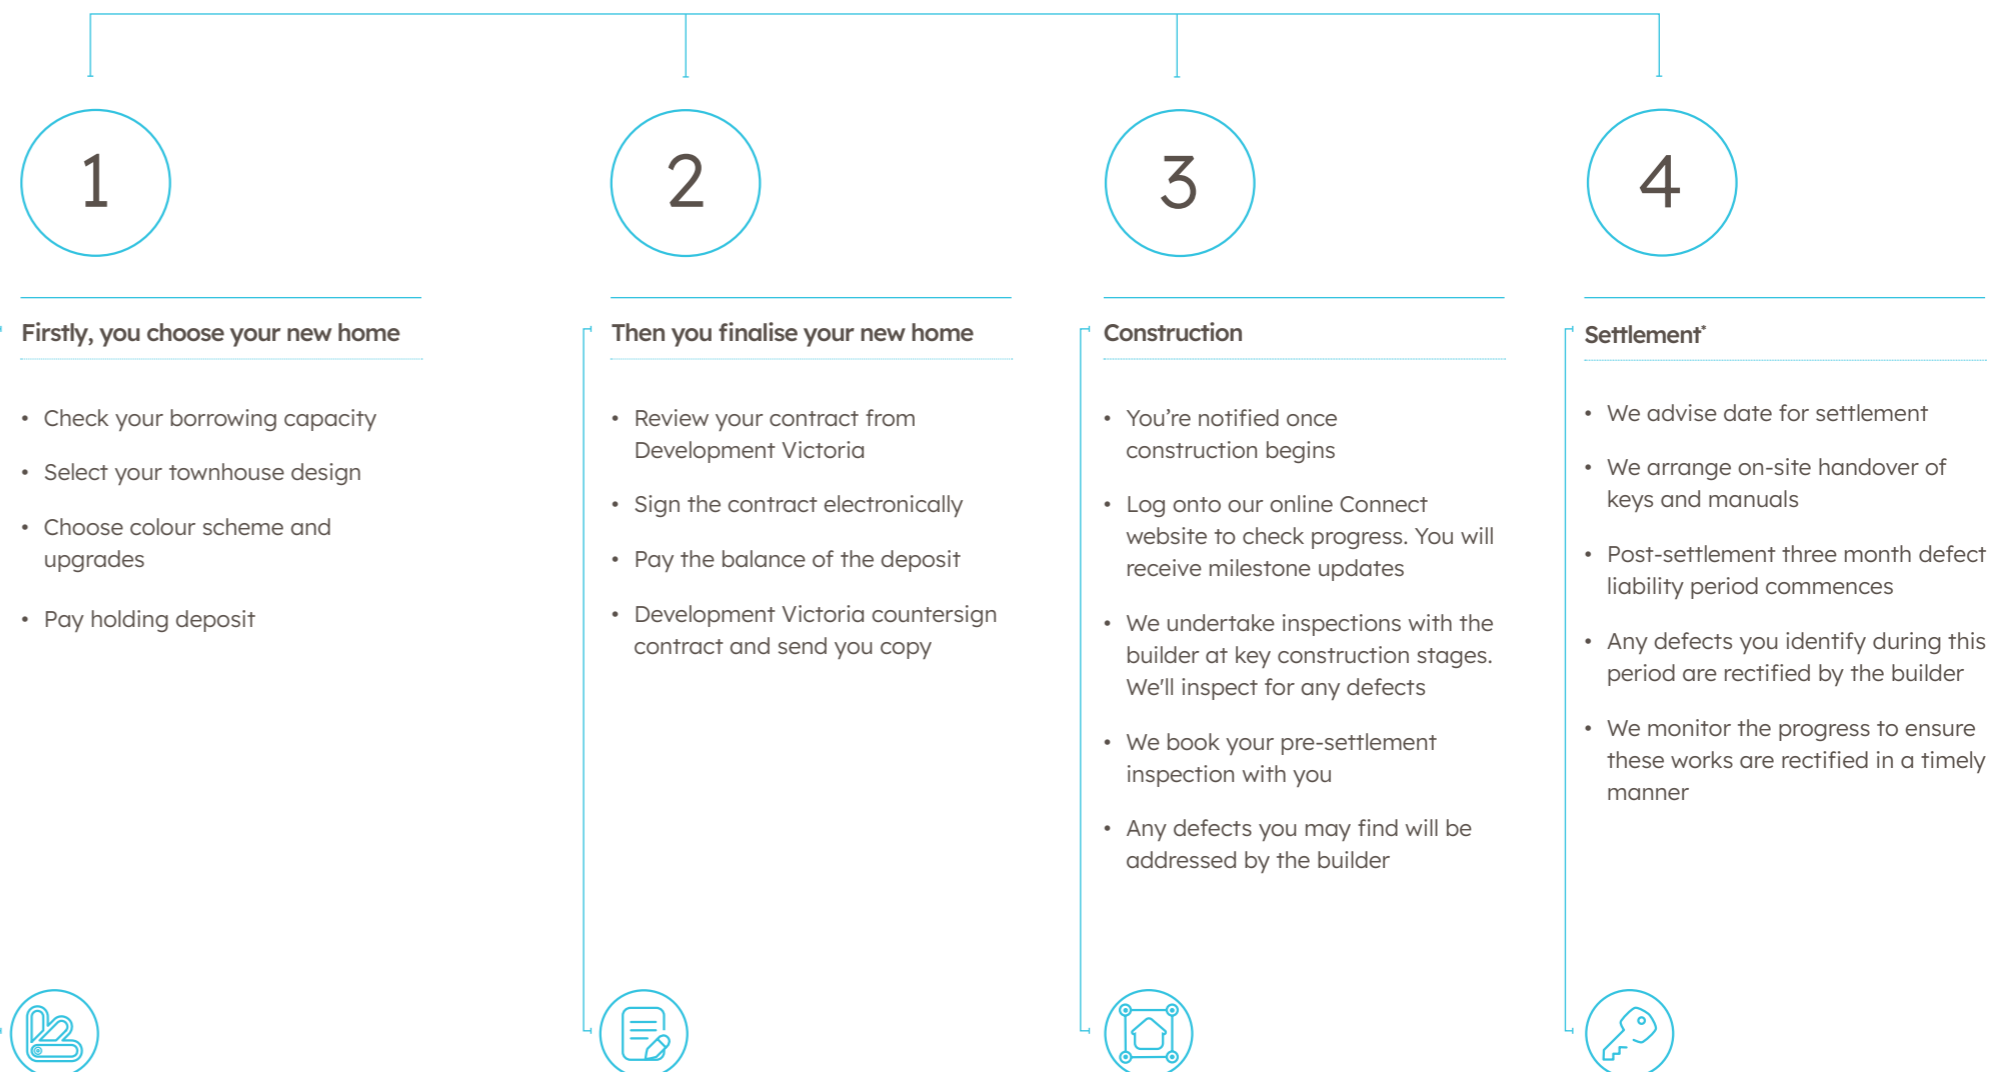 1
Firstly, you choose your new home
• Check your borrowing capacity
• Select your townhouse design
• Choose colour scheme and
upgrades
• Pay holding deposit
2
Then you finalise your new home
• Review your contract from
Development Victoria
• Sign the contract electronically
• Pay the balance of the deposit
• Development Victoria countersign
contract and send you copy
3
Construction
• You’re notified once
construction begins
• Log onto our online Connect
website to check progress. You will
receive milestone updates
• We undertake inspections with the
builder at key construction stages.
We'll inspect for any defects
• We book your pre-settlement
inspection with you
• Any defects you may find will be
addressed by the builder
4
Settlement*
• We advise date for settlement
• We arrange on-site handover of
keys and manuals
• Post-settlement three month defect
liability period commences
• Any defects you identify during this
period are rectified by the builder
• We monitor the progress to ensure
these works are rectified in a timely
manner